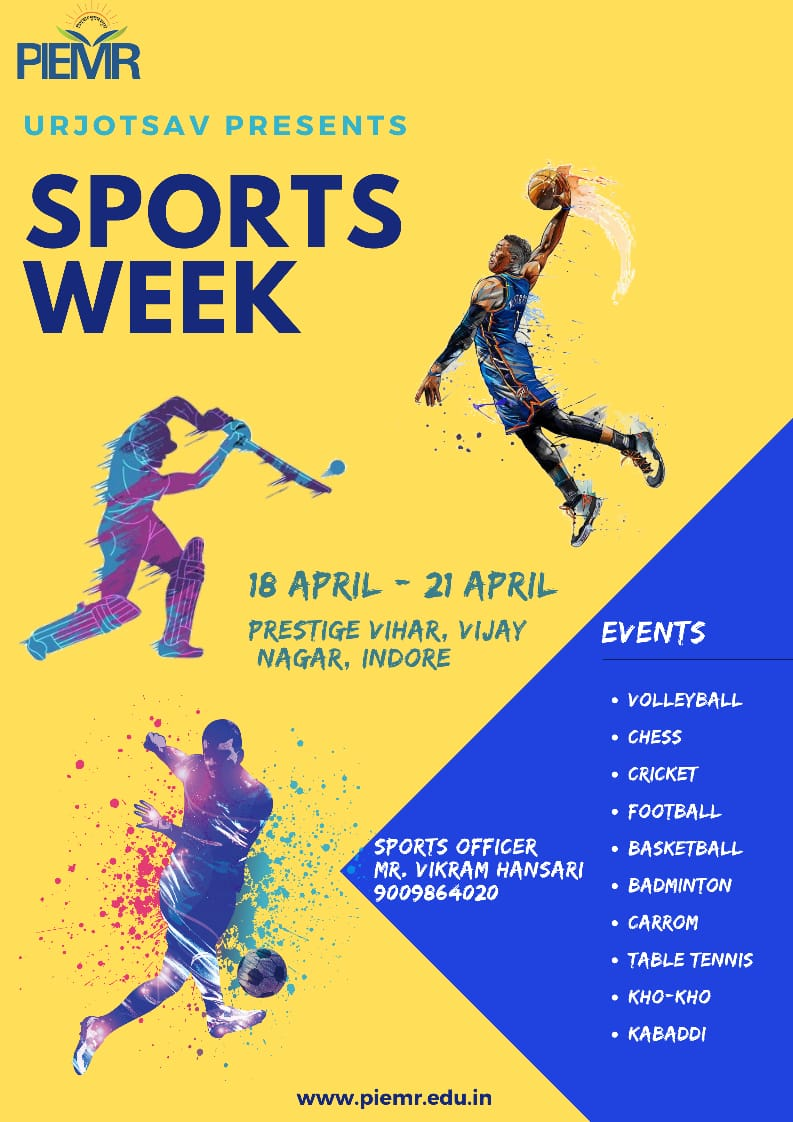 PIEMR
URJOTSAV PRESENTS
SPORTS
WEEK
18 APRIL - 21 APRIL
PRESTIGE VIHAR, VIJAY
NAGAR, INDORE
EVENTS
• VOLLEYBALL
• CHESS
• CRICKET
• FOOTBALL
• BASKETBALL
• BADMINTON
• CARROM
• TABLE TENNIS
• KHO-KHO
• KABADDI
SPORTS OFFICER
MR. VIKRAM HANSARI
9009864020
www.piemr.edu.in